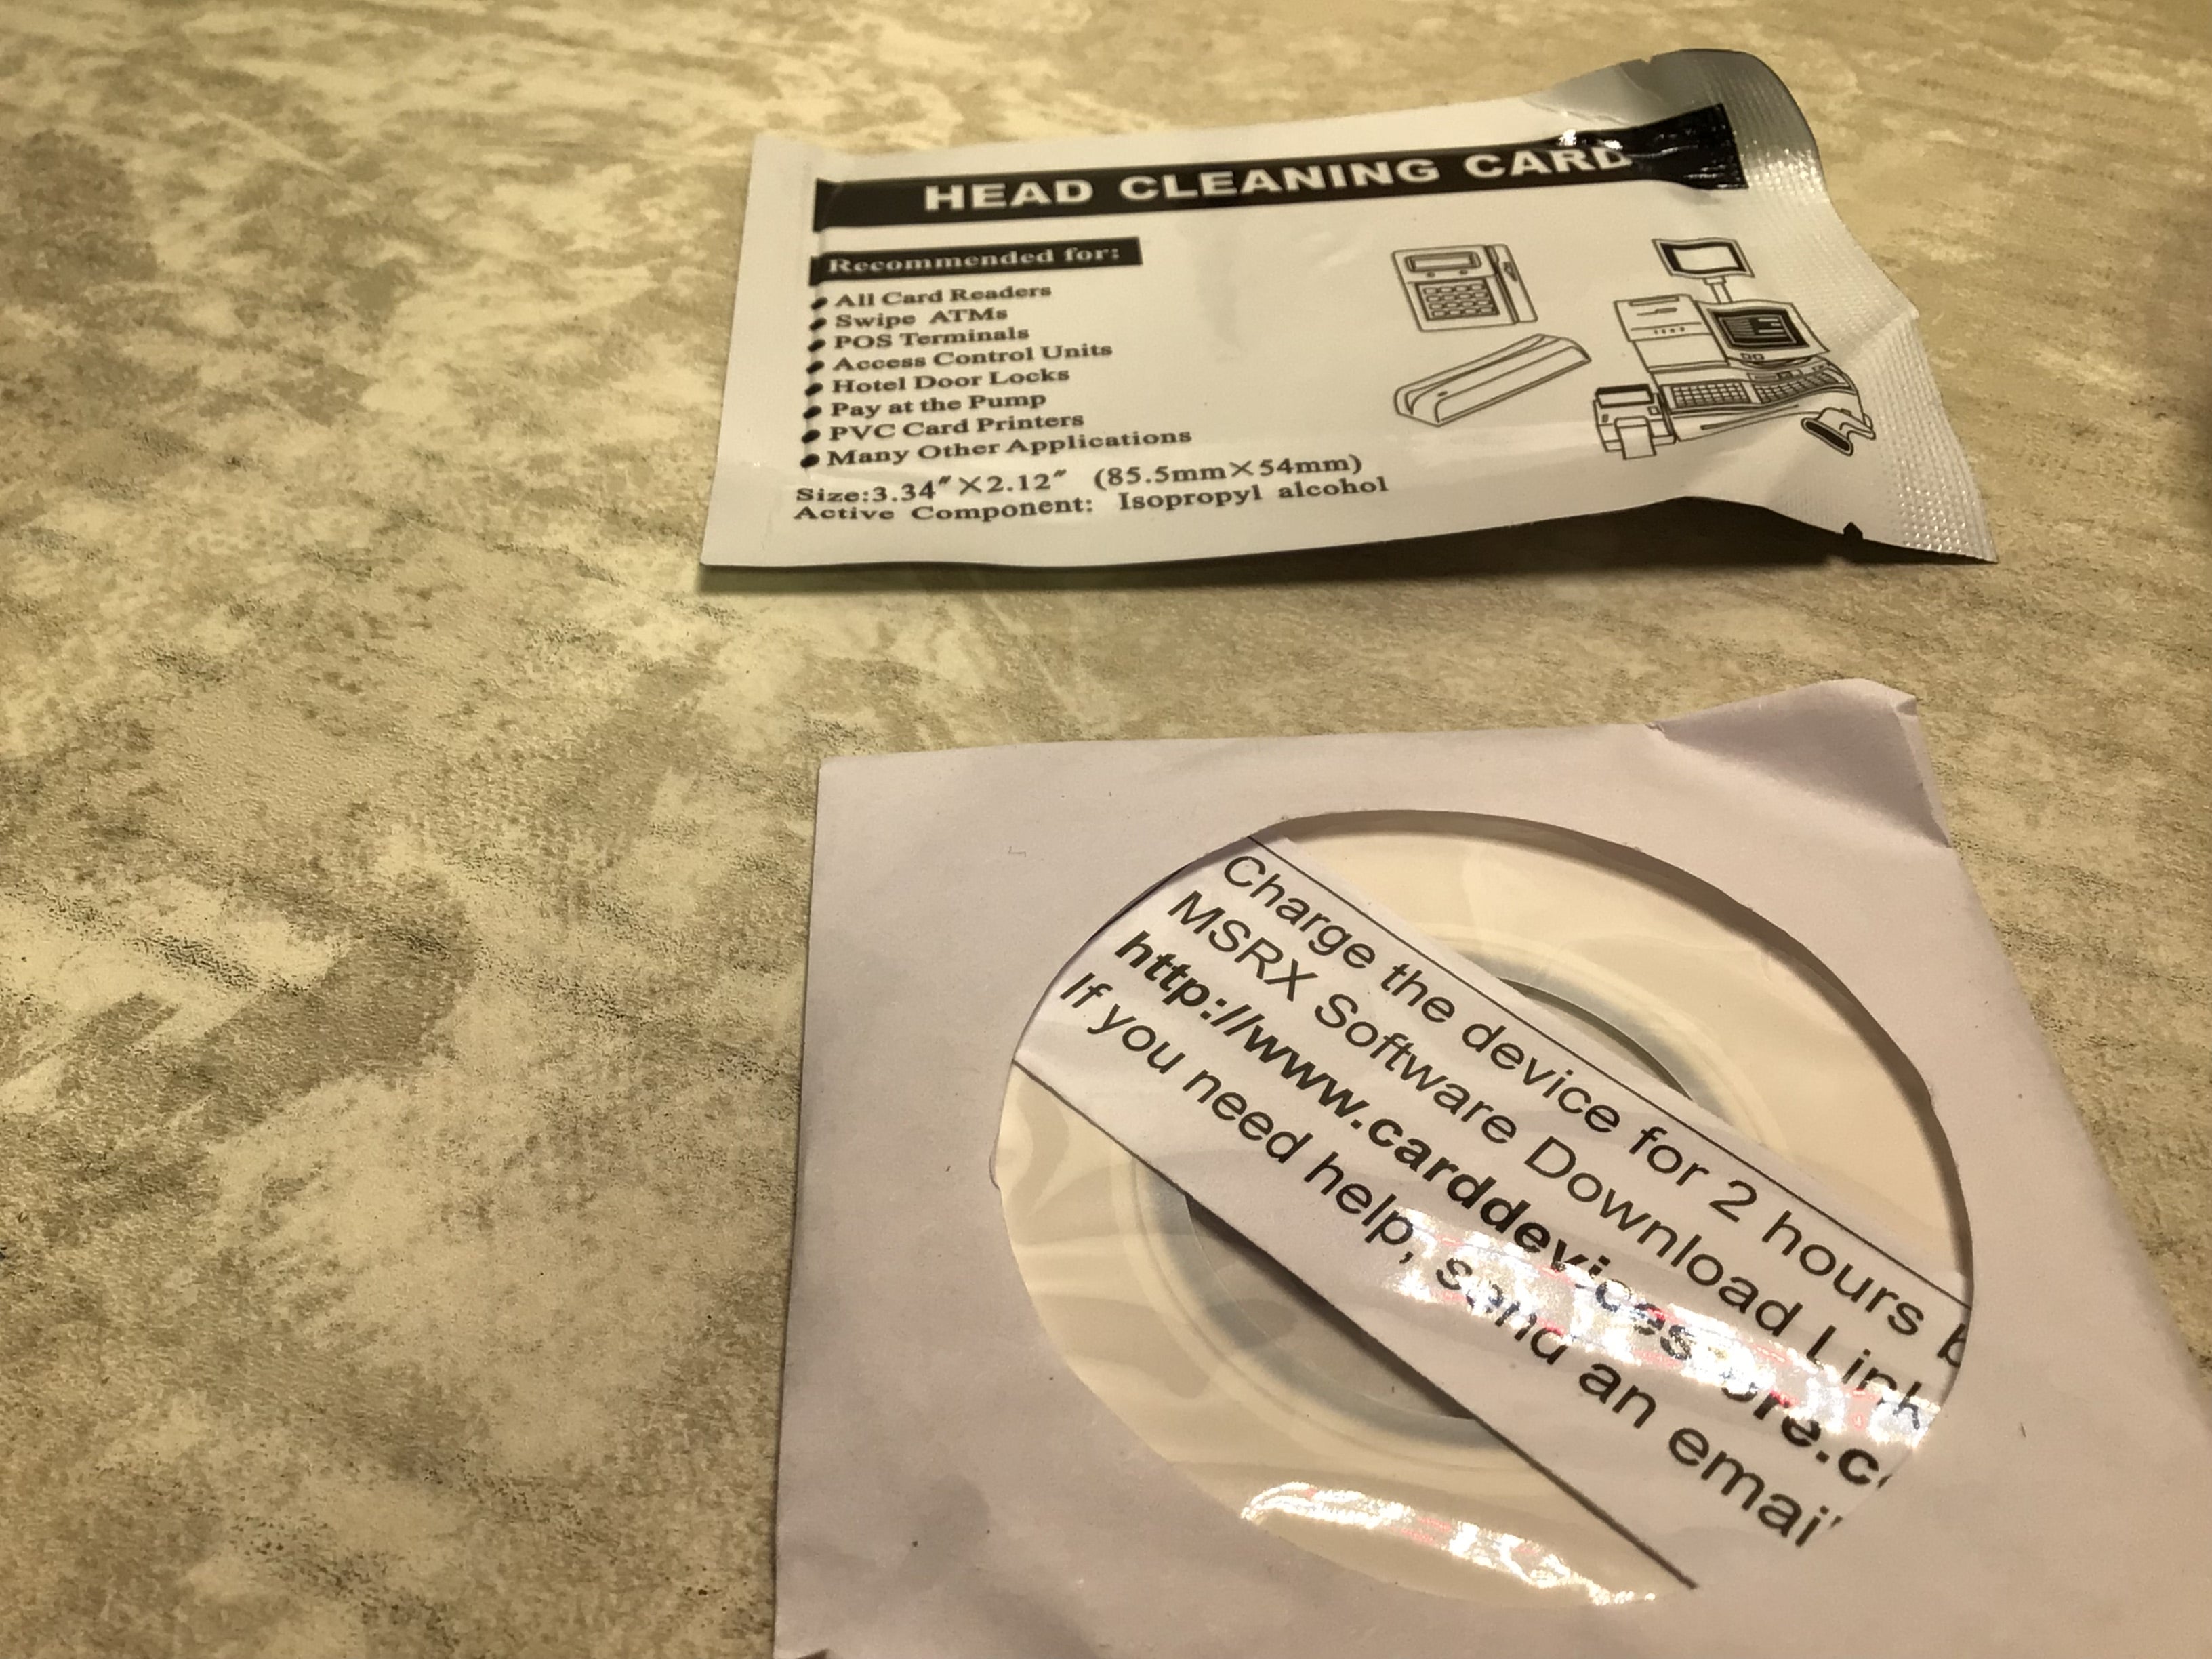 HEAD CLEANING CARD
Recommended for:
All Card Readers
Swipe ATMs
POS Terminals
Access Control Units
Hotel Door Locks
Pay at the Pump
PVC Card Printers
Many Other Applications
Size:3.34″×2.12″ (85.5mm×54mm)
Active Component: Isopropyl alcohol
Charge the device for 2 hours
MSRX Software Download Link
http://www.carddevicesstore.c
If you need help, send an email